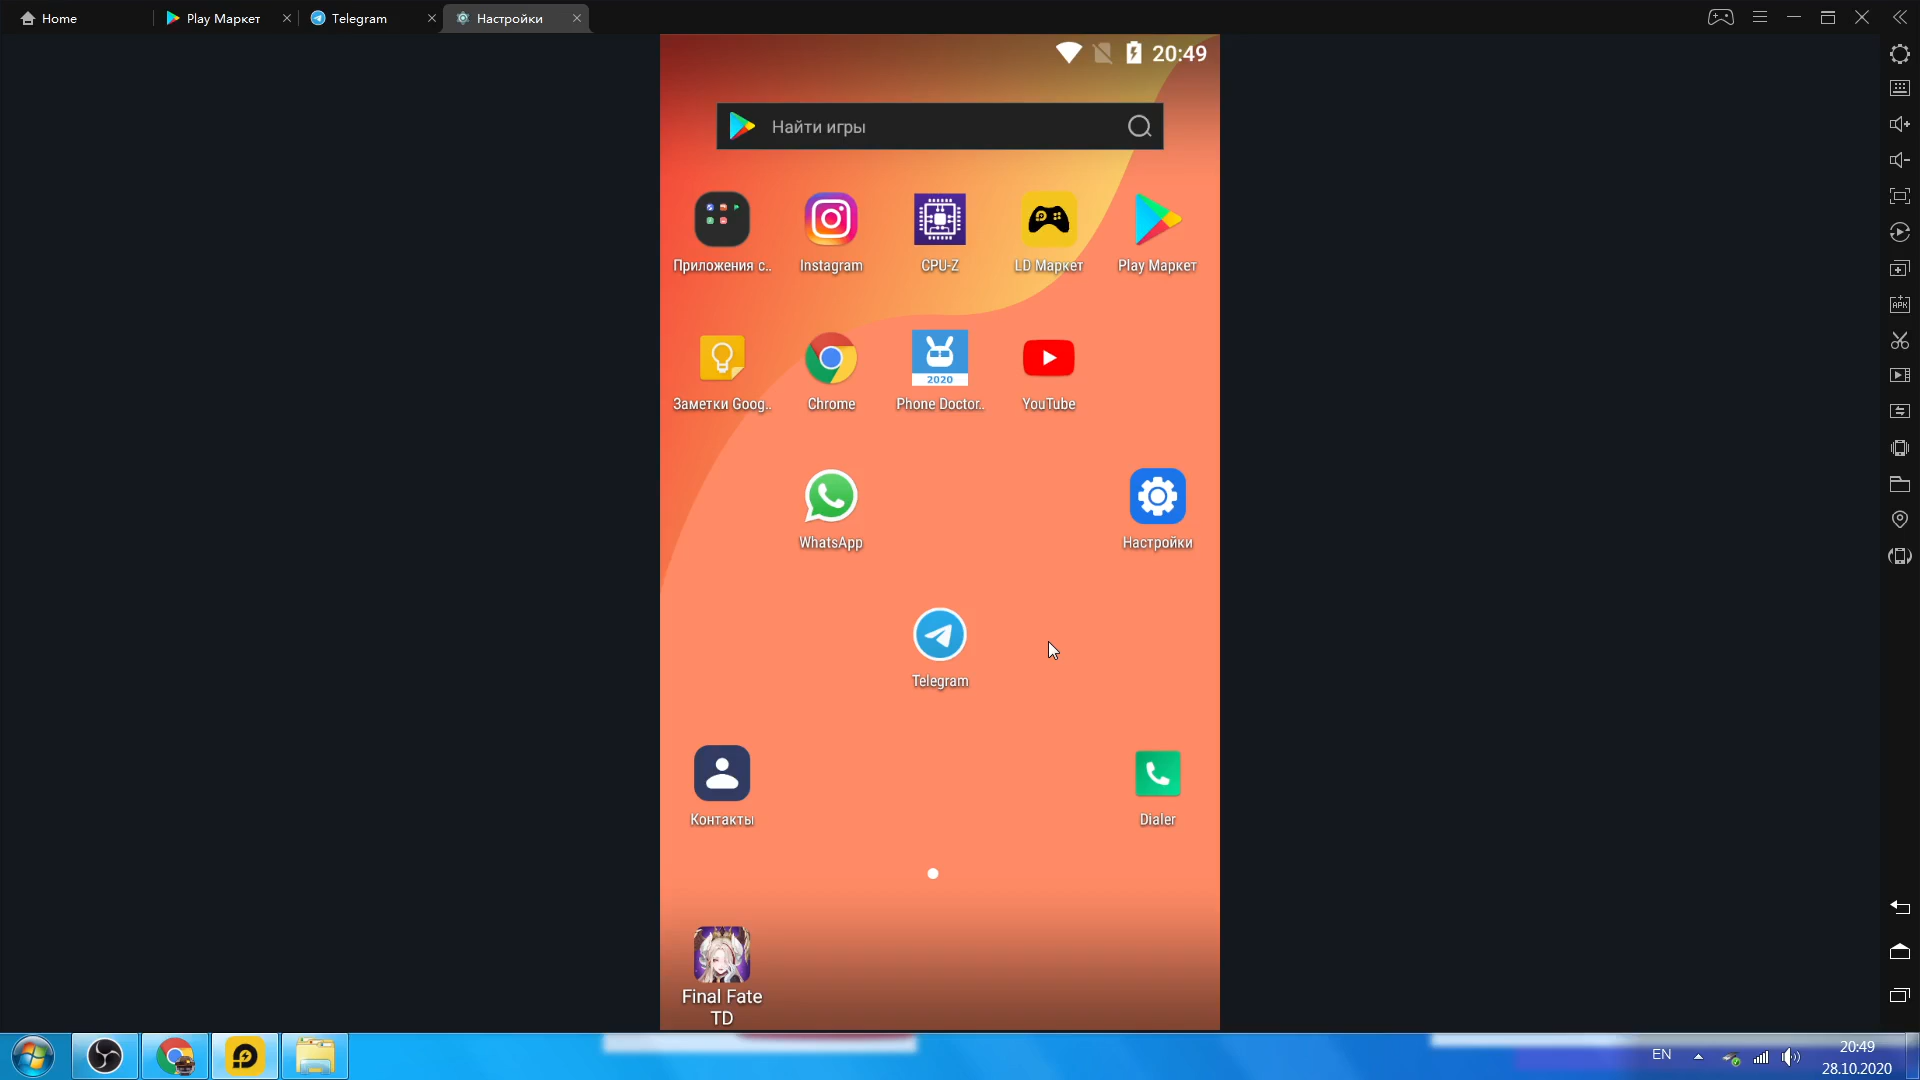 Home
Play Маркет
Telegram
Настройки
20:49
Найти игры
Приложения с..
Instagram
CPU-Z
LD Маркет
Play Маркет
2020
Заметки Goog..
Chrome
Phone Doctor..
YouTube
WhatsApp
Настройки
Telegram
Контакты
Dialer
Final Fate
TD
APK
EN
20:49
28.10.2020